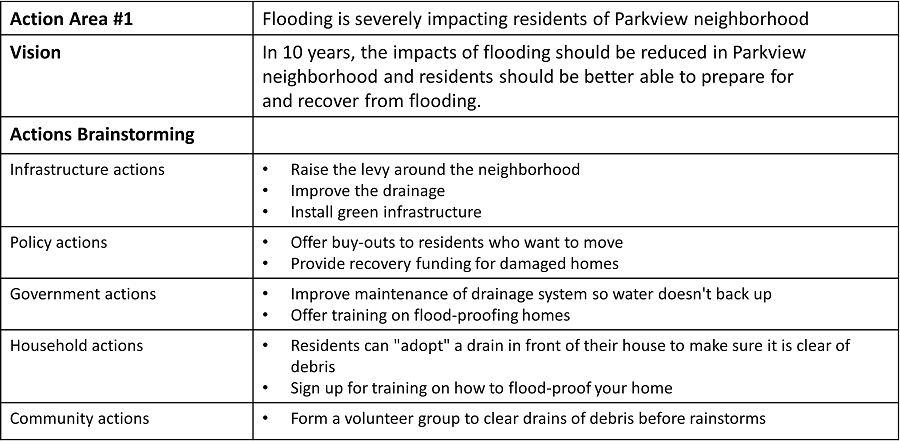 Action Area #1 Flooding is severely impacting residents of Parkview neighborhood
Vision In 10 years, the impacts of flooding should be reduced in Parkview
neighborhood and residents should be better able to prepare for
and recover from flooding.
Actions Brainstorming
Infrastructure actions • Raise the levy around the neighborhood
• Improve the drainage
• Install green infrastructure
Policy actions • Offer buy-outs to residents who want to move
• Provide recovery funding for damaged homes
Government actions • Improve maintenance of drainage system so water doesn't back up
• Offer training on flood-proofing homes
Household actions • Residents can "adopt" a drain in front of their house to make sure it is clear of
debris
• Sign up for training on how to flood-proof your home
Community actions • Form a volunteer group to clear drains of debris before rainstorms